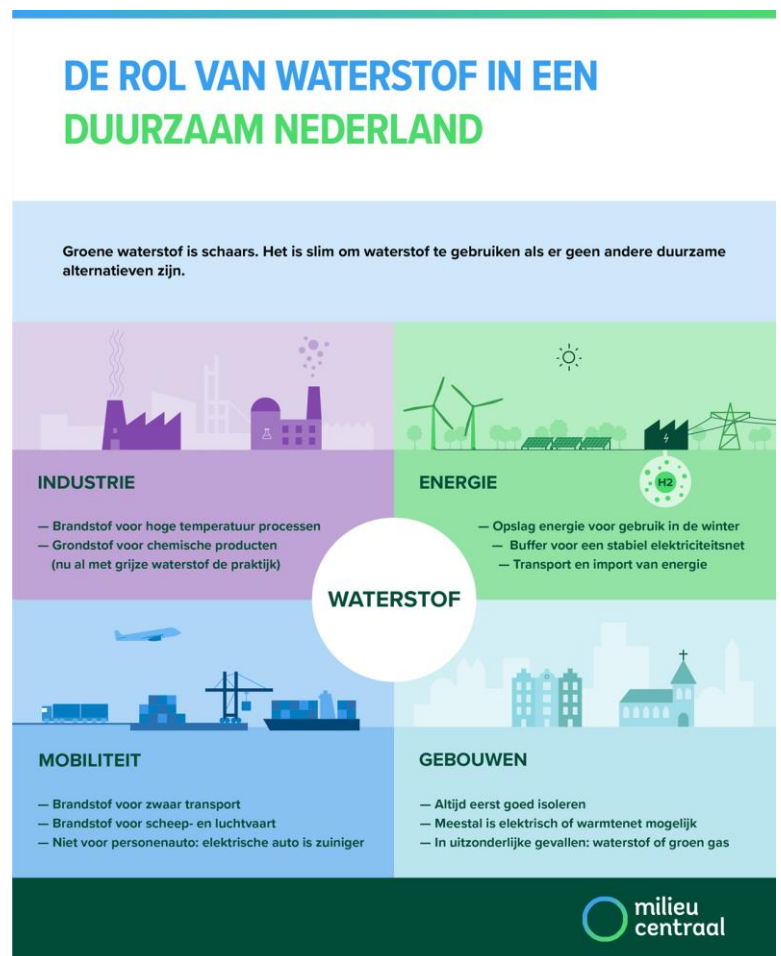 DE ROL VAN WATERSTOF IN EEN
DUURZAAM NEDERLAND
Groene waterstof is schaars. Het is slim om waterstof te gebruiken als er geen andere duurzame
alternatieven zijn.
INDUSTRIE
— Brandstof voor hoge temperatuur processen
— Grondstof voor chemische producten
(nu al met grijze waterstof de praktijk)
ENERGIE
H2
— Opslag energie voor gebruik in de winter
— Buffer voor een stabiel elektriciteitsnet
— Transport en import van energie
WATERSTOF
MOBILITEIT
— Brandstof voor zwaar transport
— Brandstof voor scheep- en luchtvaart
— Niet voor personenauto: elektrische auto is zuiniger
GEBOUWEN
— Altijd eerst goed isoleren
— Meestal is elektrisch of warmtenet mogelijk
— In uitzonderlijke gevallen: waterstof of groen gas
milieu
centraal